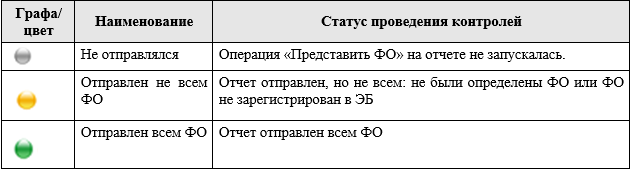 Графа/ цвет
Наименование
Статус проведения контролей
Не отправлялся
Операция «Представить ФО» на отчете не запускалась.
Отправлен не всем
ФО
Отчет отправлен, но не всем: не были определены ФО или ФО
не зарегистрирован в ЭБ
Отправлен всем ФО
Отчет отправлен всем ФО